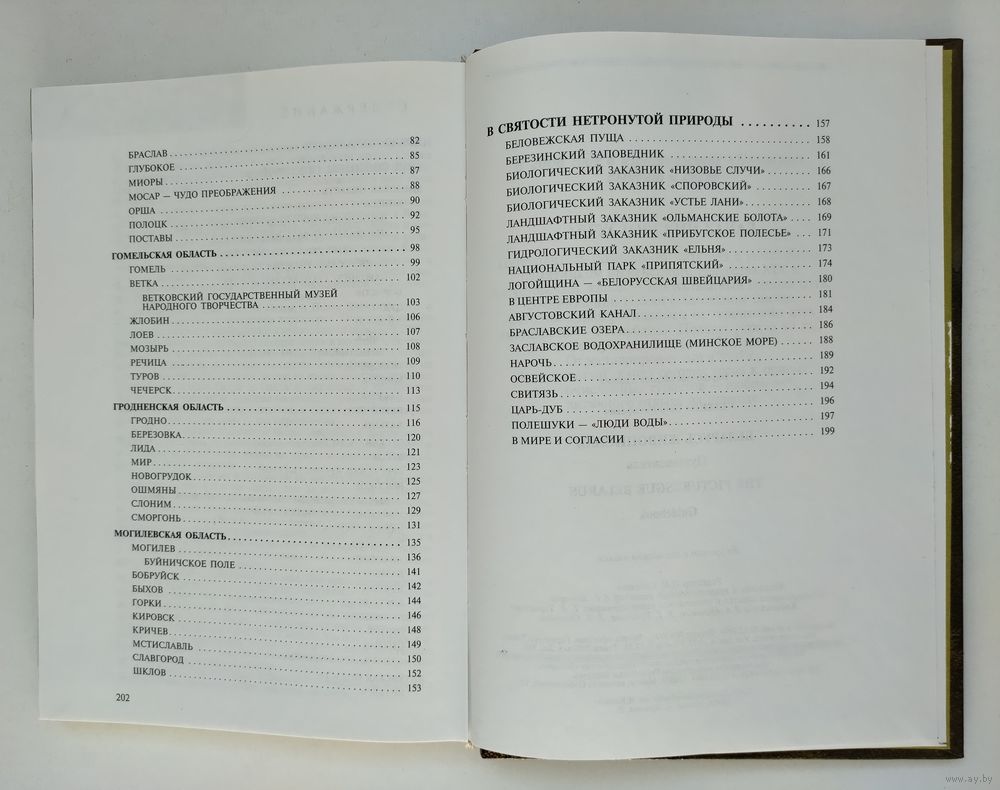 БРАСЛАВ 82
ГЛУБОКОЕ 85
МИОРЫ 87
МОСАР — ЧУДО ПРЕОБРАЖЕНИЯ 88
ОРША 90
ПОЛОЦК 92
ПОСТАВЫ 95
ГОМЕЛЬСКАЯ ОБЛАСТЬ 98
ГОМЕЛЬ 99
ВЕТКА 102
ВЕТКОВСКИЙ ГОСУДАРСТВЕННЫЙ МУЗЕЙ
НАРОДНОГО ТВОРЧЕСТВА 103
ЖЛОБИН 106
ЛОЕВ 107
МОЗЫРЬ 108
РЕЧИЦА 109
ТУРОВ 110
ЧЕЧЕРСК 113
ГРОДНЕНСКАЯ ОБЛАСТЬ 115
ГРОДНО 116
БЕРЕЗОВКА 120
ЛИДА 121
МИР 123
НОВОГРУДОК 125
ОШМЯНЫ 127
СЛОНИМ 129
СМОРГОНЬ 131
МОГИЛЕВСКАЯ ОБЛАСТЬ 135
МОГИЛЕВ 136
БУЙНИЧСКОЕ ПОЛЕ 141
БОБРУЙСК 142
БЫХОВ 144
ГОРКИ 146
КИРОВСК 148
КРИЧЕВ 149
МСТИСЛАВЛЬ 150
СЛАВГОРОД 152
ШКЛОВ 153
202
В СВЯТОСТИ НЕТРОНУТОЙ ПРИРОДЫ 157
БЕЛОВЕЖСКАЯ ПУЩА 158
БЕРЕЗИНСКИЙ ЗАПОВЕДНИК 161
БИОЛОГИЧЕСКИЙ ЗАКАЗНИК «НИЗОВЬЕ СЛУЧИ» 166
БИОЛОГИЧЕСКИЙ ЗАКАЗНИК «СПОРОВСКИЙ» 167
БИОЛОГИЧЕСКИЙ ЗАКАЗНИК «УСТЬЕ ЛАНИ» 168
ЛАНДШАФТНЫЙ ЗАКАЗНИК «ОЛЬМАНСКИЕ БОЛОТА» 169
ЛАНДШАФТНЫЙ ЗАКАЗНИК «ПРИБУГСКОЕ ПОЛЕСЬЕ» 171
ГИДРОЛОГИЧЕСКИЙ ЗАКАЗНИК «ЕЛЬНЯ» 173
НАЦИОНАЛЬНЫЙ ПАРК «ПРИПЯТСКИЙ» 174
ЛОГОЙЩИНА — «БЕЛОРУССКАЯ ШВЕЙЦАРИЯ» 180
В ЦЕНТРЕ ЕВРОПЫ 181
АВГУСТОВСКИЙ КАНАЛ 184
БРАСЛАВСКИЕ ОЗЕРА 186
ЗАСЛАВСКОЕ ВОДОХРАНИЛИЩЕ (МИНСКОЕ МОРЕ) 188
НАРОЧЬ 189
ОСВЕЙСКОЕ 192
СВИТЯЗЬ 194
ЦАРЬ-ДУБ 196
ПОЛЕШУКИ — «ЛЮДИ ВОДЫ» 197
В МИРЕ И СОГЛАСИИ 199
www.ay.by